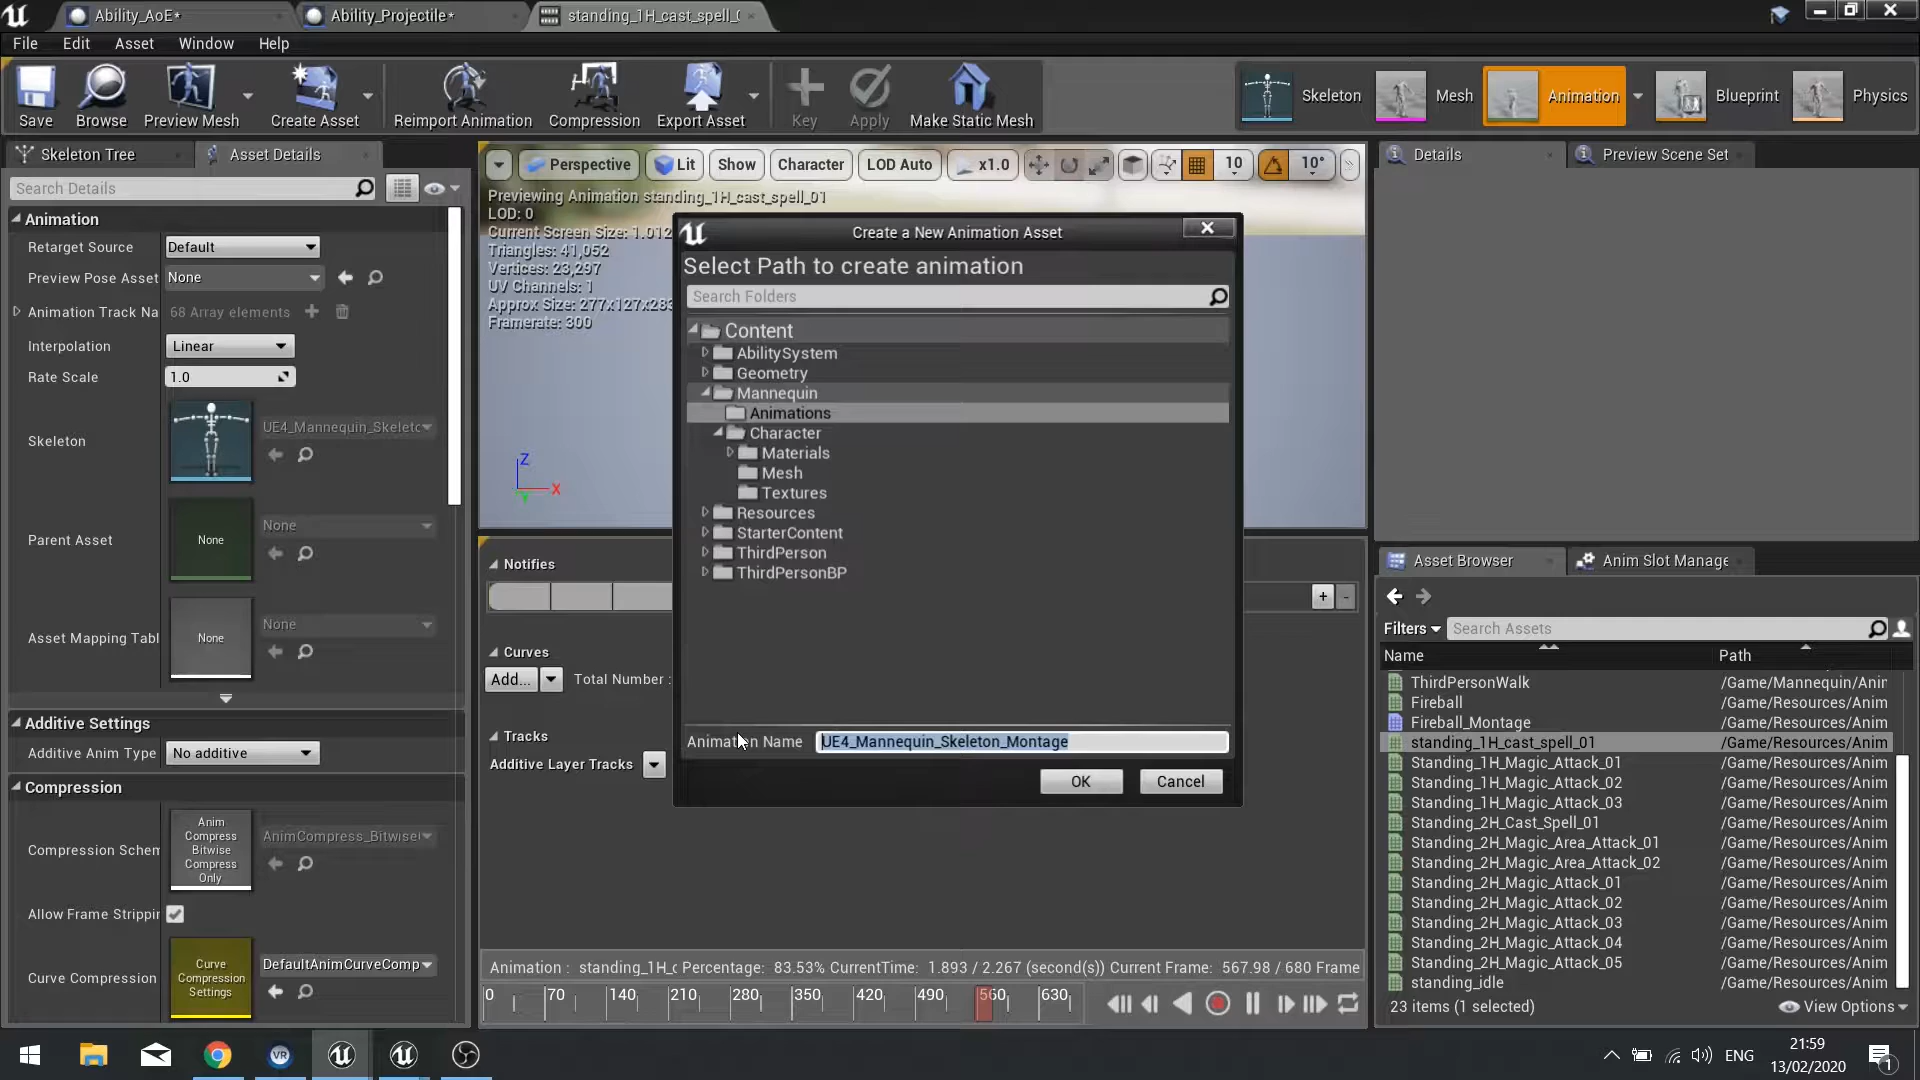 Ability_AoE*
Ability_Projectile*
standing_1H_cast_spell_0
File Edit Asset Window Help
Save
Browse
Preview Mesh
Create Asset
Reimport Animation
Compression
Export Asset
Key
Apply
Make Static Mesh
Skeleton
Mesh
Animation
Blueprint
Physics
Skeleton Tree
Asset Details
Search Details
Animation
Retarget Source Default
Preview Pose Asset None
Animation Track Na 68 Array elements
Interpolation Linear
Rate Scale 1.0
Skeleton UE4_Mannequin_Skeletc
Parent Asset None None
Asset Mapping Tabl None None
Additive Settings
Additive Anim Type No additive
Compression
Compression Schem
Anim
Compress
Bitwise
Compress
Only
AnimCompress_Bitwise
Allow Frame Strippin
Curve Compression
Curve
Compression
Settings
DefaultAnimCurveComp
Perspective Lit Show Character LOD Auto x1.0 10 10°
Previewing Animation standing_1H_cast_spell_01
LOD: 0
Current Screen Size: 1.012
Triangles: 41,052
Vertices: 23,297
UV Channels: 1
Approx Size: 277x127x283
Framerate: 300
Z
X
Y
Notifies
+ -
Curves
Add... Total Number :
Tracks
Additive Layer Tracks
Create a New Animation Asset
Select Path to create animation
Search Folders
Content
AbilitySystem
Geometry
Mannequin
Animations
Character
Materials
Mesh
Textures
Resources
StarterContent
ThirdPerson
ThirdPersonBP
Animation Name UE4_Mannequin_Skeleton_Montage
OK Cancel
Animation : standing_1H_c Percentage: 83.53% CurrentTime: 1.893 / 2.267 (second(s)) Current Frame: 567.98 / 680 Frame
0 70 140 210 280 350 420 490 560 630
Details
Preview Scene Set
Asset Browser
Anim Slot Manage
Filters Search Assets
Name Path
ThirdPersonWalk /Game/Mannequin/Anir
Fireball /Game/Resources/Anim
Fireball_Montage /Game/Resources/Anim
standing_1H_cast_spell_01 /Game/Resources/Anim
Standing_1H_Magic_Attack_01 /Game/Resources/Anim
Standing_1H_Magic_Attack_02 /Game/Resources/Anim
Standing_1H_Magic_Attack_03 /Game/Resources/Anim
Standing_2H_Cast_Spell_01 /Game/Resources/Anim
Standing_2H_Magic_Area_Attack_01 /Game/Resources/Anim
Standing_2H_Magic_Area_Attack_02 /Game/Resources/Anim
Standing_2H_Magic_Attack_01 /Game/Resources/Anim
Standing_2H_Magic_Attack_02 /Game/Resources/Anim
Standing_2H_Magic_Attack_03 /Game/Resources/Anim
Standing_2H_Magic_Attack_04 /Game/Resources/Anim
Standing_2H_Magic_Attack_05 /Game/Resources/Anim
standing_idle /Game/Resources/Anim
23 items (1 selected) View Options
VR
ENG
21:59
13/02/2020
1